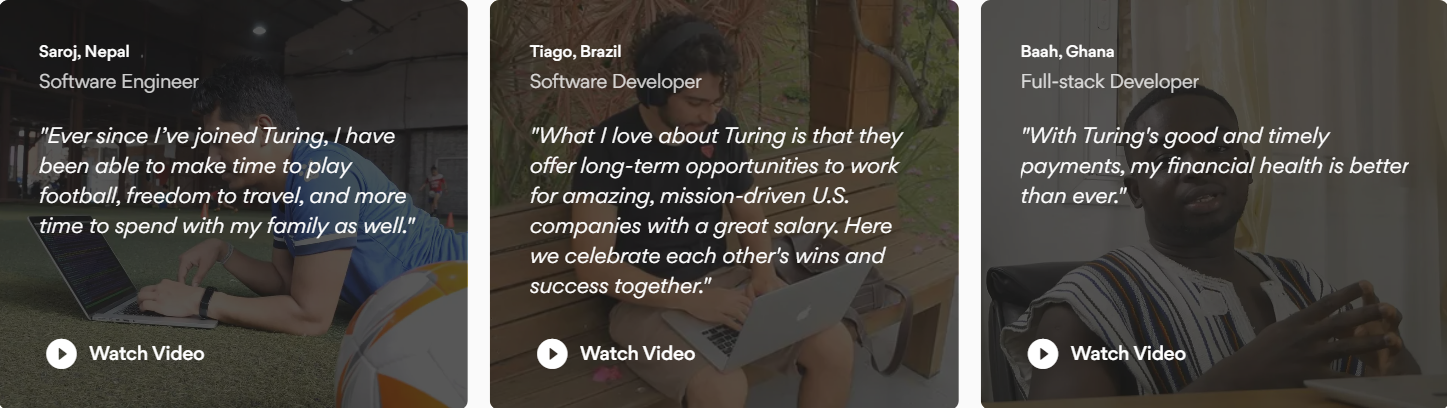 Saroj, Nepal
Software Engineer
"Ever since I’ve joined Turing, I have
been able to make time to play
football, freedom to travel, and more
time to spend with my family as well."
Watch Video
Tiago, Brazil
Software Developer
"What I love about Turing is that they
offer long-term opportunities to work
for amazing, mission-driven U.S.
companies with a great salary. Here
we celebrate each other's wins and
success together."
Watch Video
Baah, Ghana
Full-stack Developer
"With Turing's good and timely
payments, my financial health is better
than ever."
Watch Video